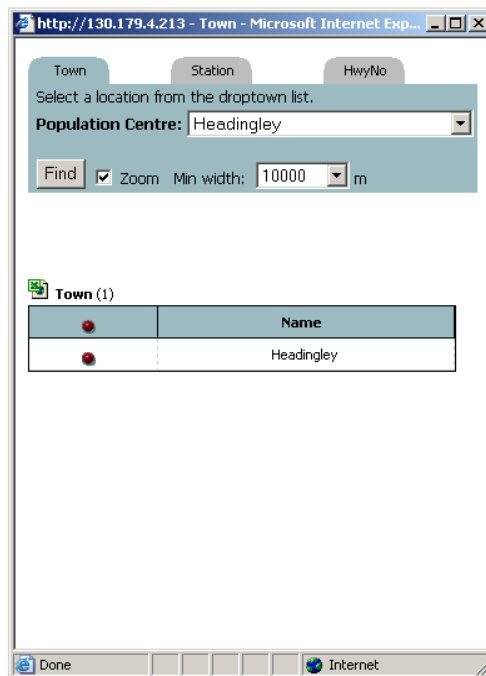 http://130.179.4.213 - Town - Microsoft Internet Exp...
Town Station HwyNo
Select a location from the droptown list.
Population Centre: Headingley
Find Zoom Min width: 10000 m
Town (1)
Name
Headingley
Done Internet